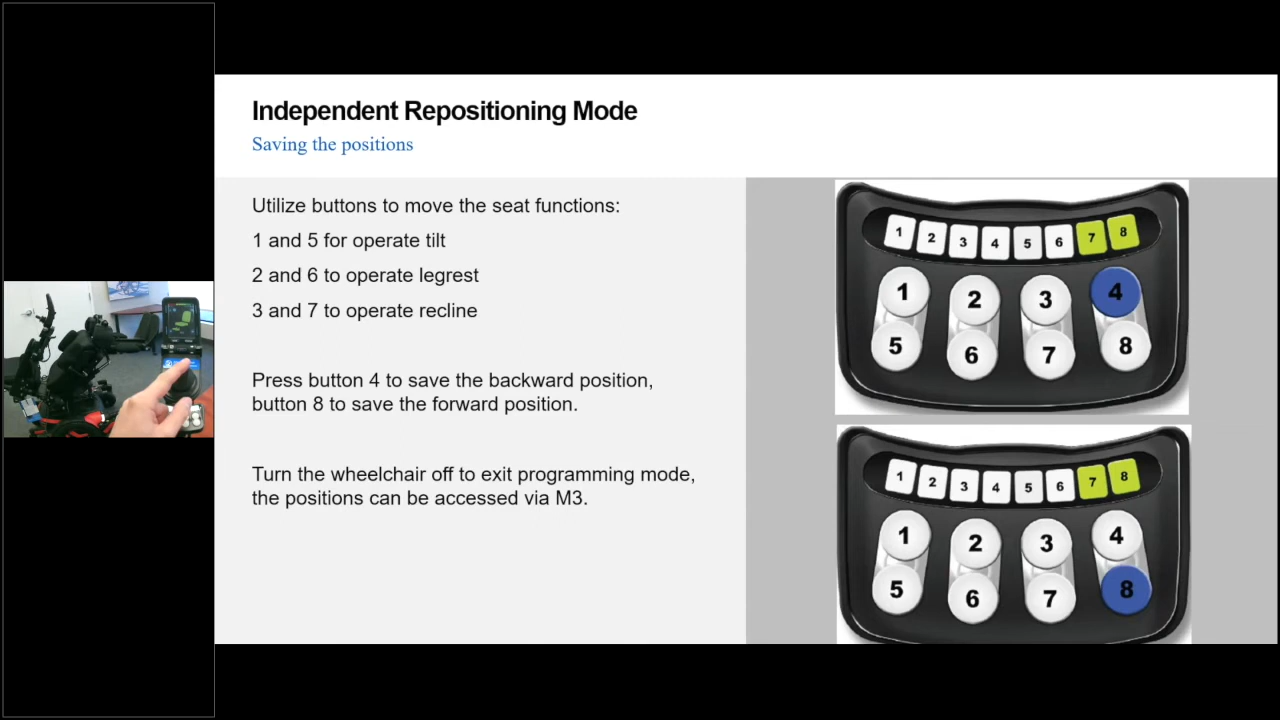 Independent Repositioning Mode
Saving the positions
Utilize buttons to move the seat functions:
1 and 5 for operate tilt
2 and 6 to operate legrest
3 and 7 to operate recline
Press button 4 to save the backward position,
button 8 to save the forward position.
Turn the wheelchair off to exit programming mode,
the positions can be accessed via M3.
1 2 3 4 5 6 7 8
1 2 3 4
5 6 7 8
1 2 3 4 5 6 7 8
1 2 3 4
5 6 7 8